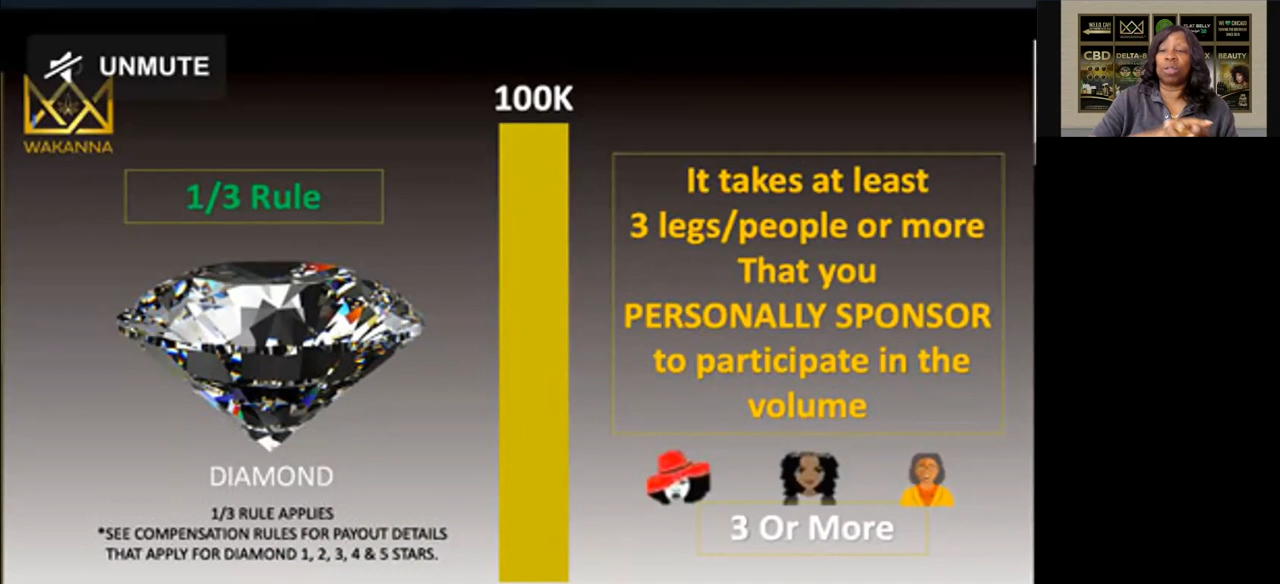 UNMUTE
WAKANNA
1/3 Rule
DIAMOND
1/3 RULE APPLIES
*SEE COMPENSATION RULES FOR PAYOUT DETAILS
THAT APPLY FOR DIAMOND 1, 2, 3, 4 & 5 STARS.
100K
It takes at least
3 legs/people or more
That you
PERSONALLY SPONSOR
to participate in the
volume
3 Or More
CBD
DELTA-8
BEAUTY